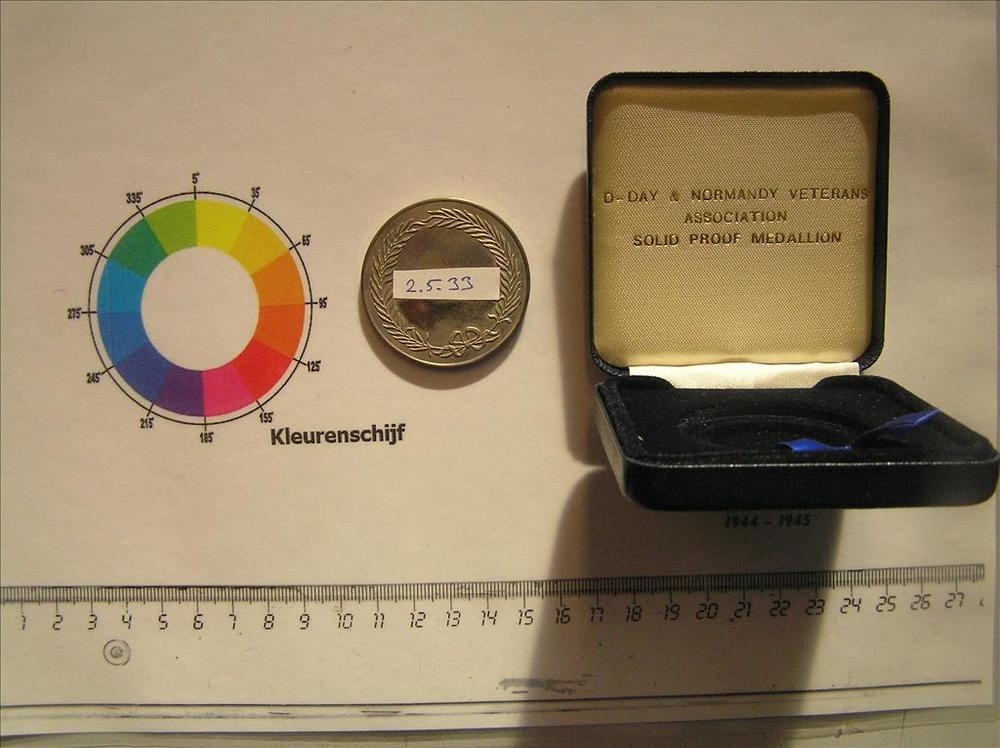 5°
35°
65°
95°
125°
155°
185°
215°
245°
275°
305°
335°
Kleurenschijf
2.5.33
D-DAY & NORMANDY VETERANS
ASSOCIATION
SOLID PROOF MEDALLION
1944 - 1945
1 2 3 4 5 6 7 8 9 10 11 12 13 14 15 16 17 18 19 20 21 22 23 24 25 26 27